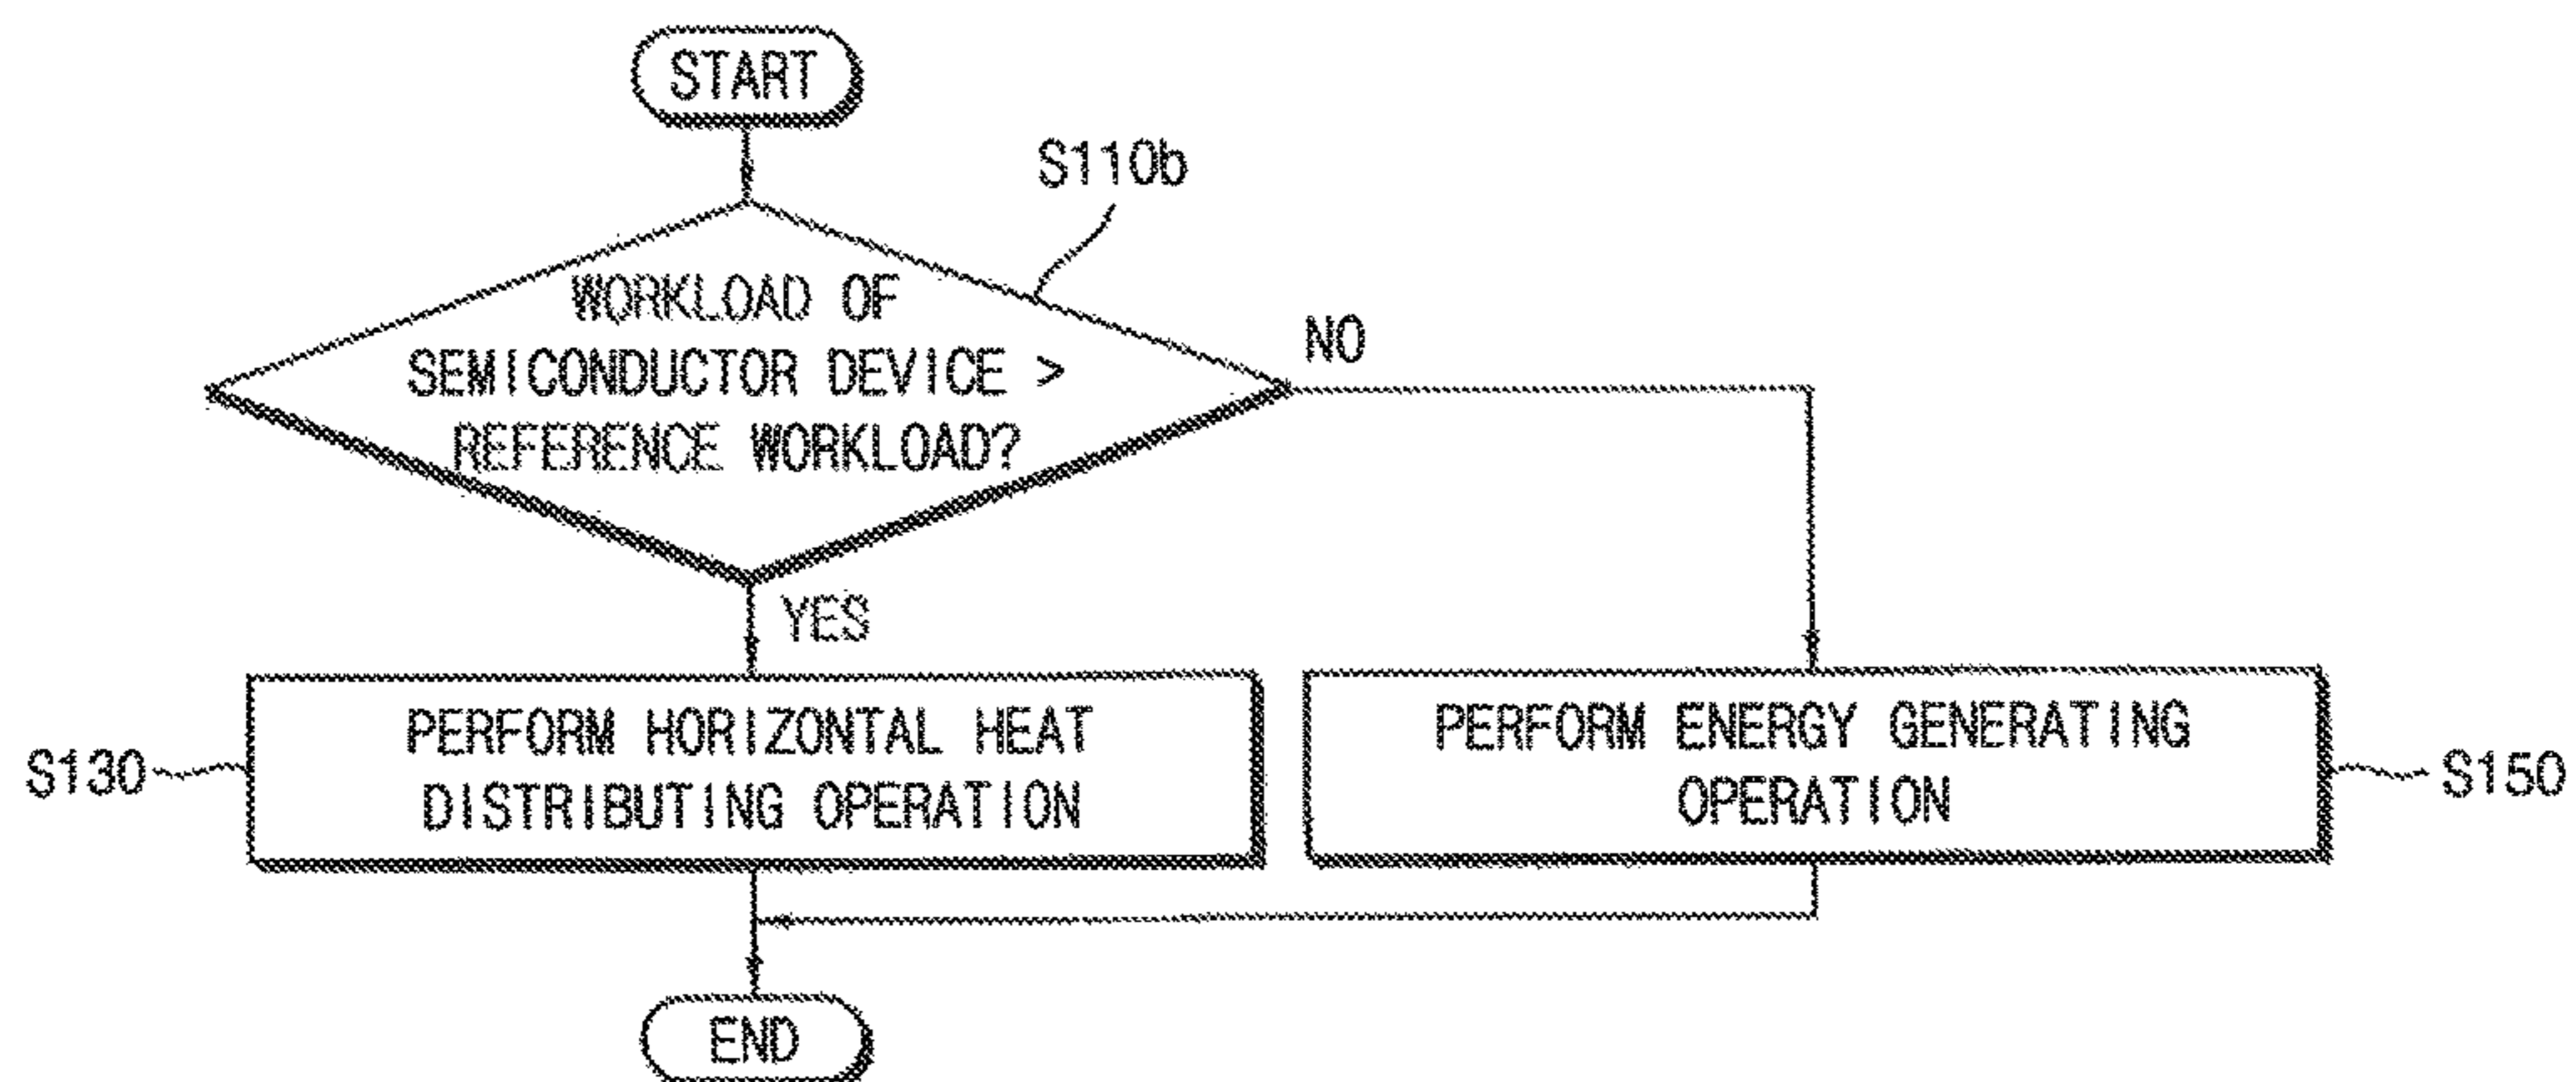 START
S110b
WORKLOAD OF
SEMICONDUCTOR DEVICE >
REFERENCE WORKLOAD?
NO
YES
S130
PERFORM HORIZONTAL HEAT
DISTRIBUTING OPERATION
PERFORM ENERGY GENERATING
OPERATION
S150
END